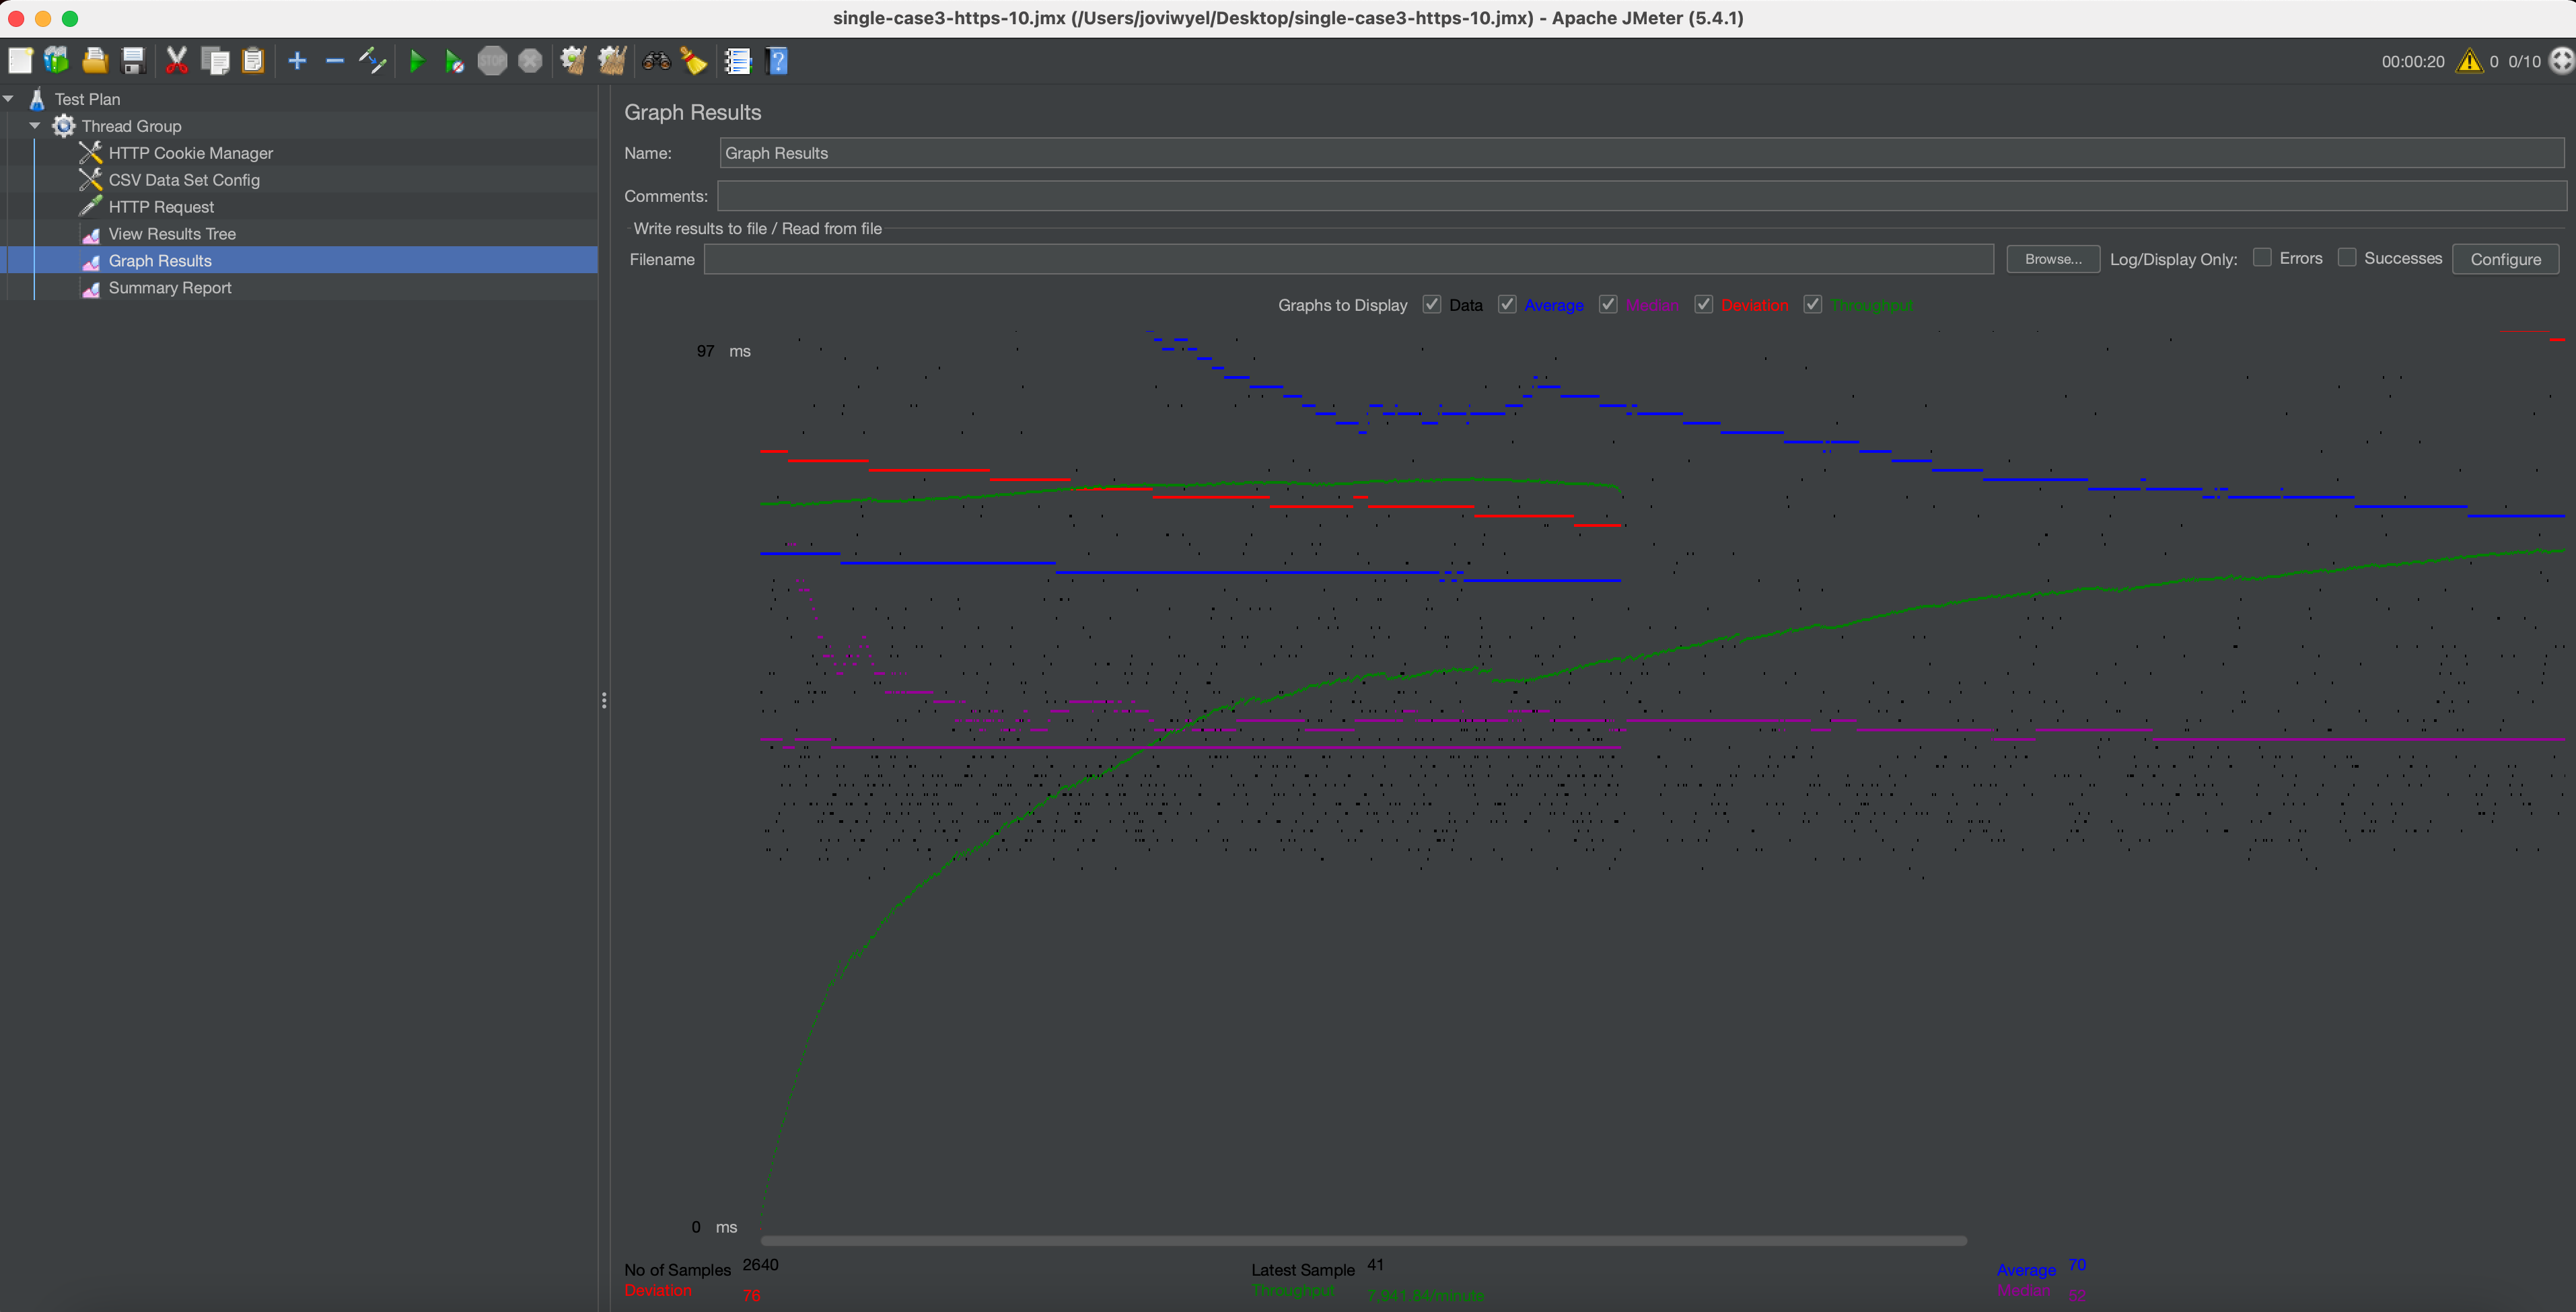 single-case3-https-10.jmx (/Users/joviwyel/Desktop/single-case3-https-10.jmx) - Apache JMeter (5.4.1)
STOP
00:00:20 0 0/10
Test Plan
Thread Group
HTTP Cookie Manager
CSV Data Set Config
HTTP Request
View Results Tree
Graph Results
Summary Report
Graph Results
Name: Graph Results
Comments:
Write results to file / Read from file
Filename Browse... Log/Display Only: Errors Successes Configure
Graphs to Display Data Average Median Deviation Throughput
97 ms
0 ms
No of Samples 2640 Latest Sample 41 Average 70
Deviation 76 Throughput 7,941.84/minute Median 52